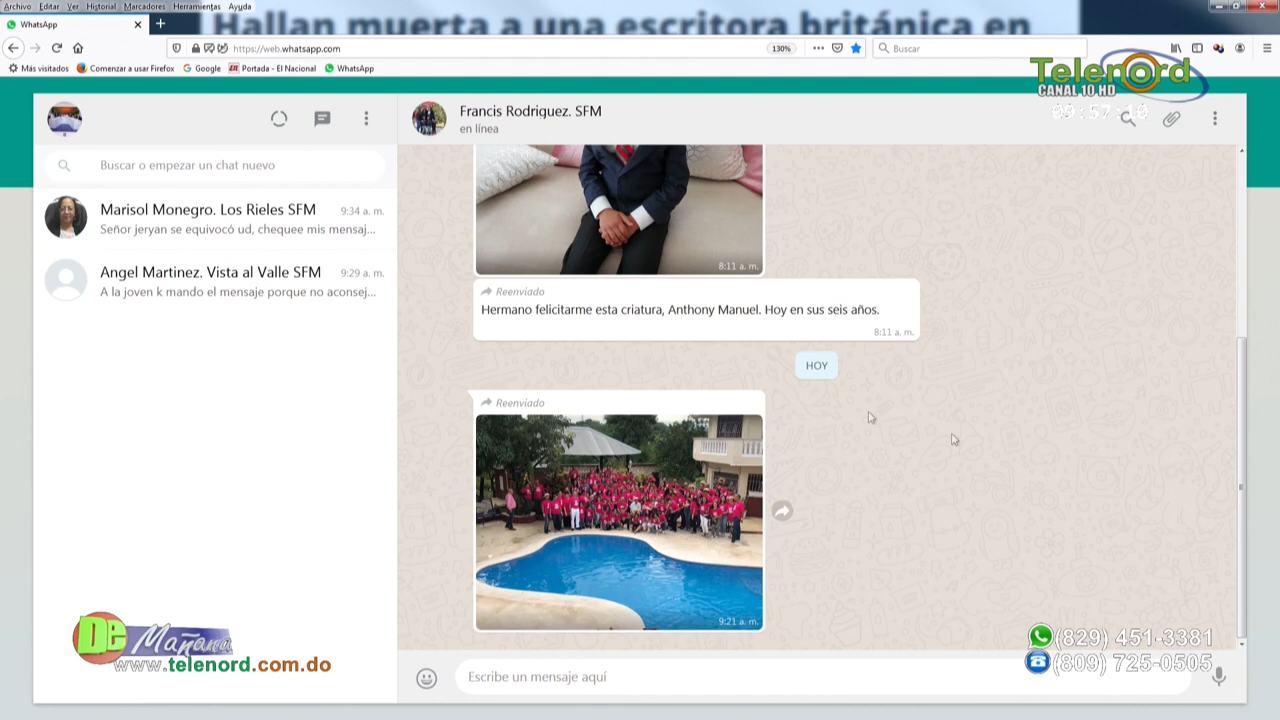 Archivo Editar Ver Historial Marcadores Herramientas Ayuda
Hallan muerta a una escritora británica en
WhatsApp
https://web.whatsapp.com
130%
Buscar
Más visitados Comenzar a usar Firefox Google Portada - El Nacional WhatsApp
Telenord
CANAL 10.HD
09:57:10
Francis Rodriguez. SFM
en línea
Buscar o empezar un chat nuevo
Marisol Monegro. Los Rieles SFM 9:34 a. m.
Señor jeryan se equivocó ud, chequee mis mensaj...
Angel Martinez. Vista al Valle SFM 9:29 a. m.
A la joven k mando el mensaje porque no aconsej...
8:11 a. m.
Reenviado
Hermano felicitarme esta criatura, Anthony Manuel. Hoy en sus seis años.
8:11 a. m.
HOY
Reenviado
9:21 a. m.
Escribe un mensaje aquí
De Mañana
www.telenord.com.do
(829) 451-3381
(809) 725-0505